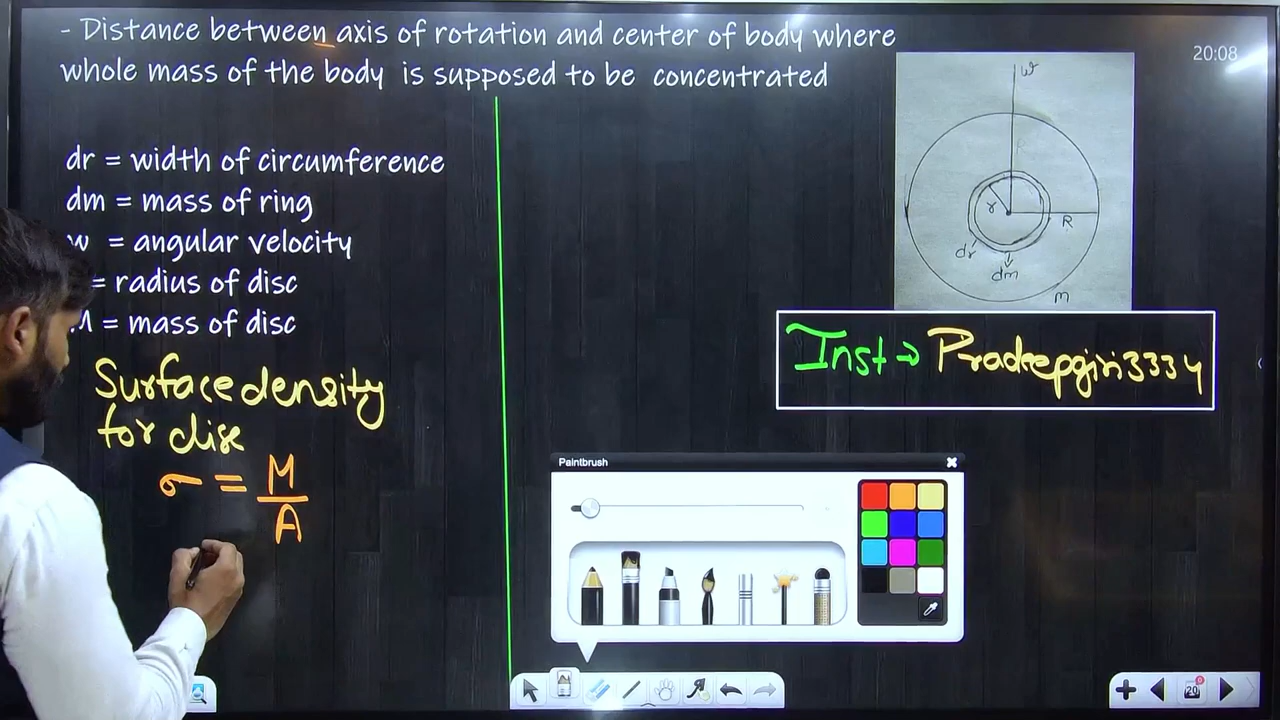 - Distance between axis of rotation and center of body where
whole mass of the body is supposed to be concentrated
20:08
dr = width of circumference
dm = mass of ring
w = angular velocity
= radius of disc
M = mass of disc
Surface density
for disc
σ = M
A
w
r
R
dr
dm
M
Inst → Pradeepgiri3334
Paintbrush
20